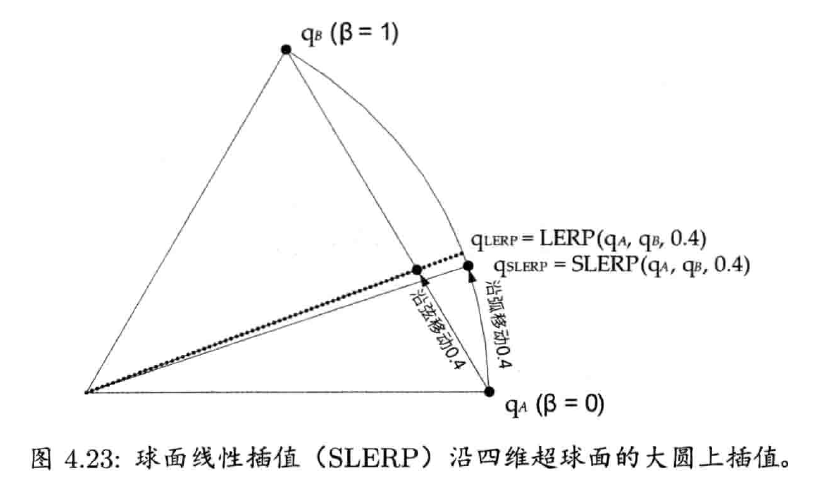 qB (β = 1)
qLERP = LERP(qA, qB, 0.4)
qSLERP = SLERP(qA, qB, 0.4)
沿弦移动0.4
沿弧移动0.4
qA (β = 0)
图 4.23: 球面线性插值（SLERP）沿四维超球面的大圆上插值。